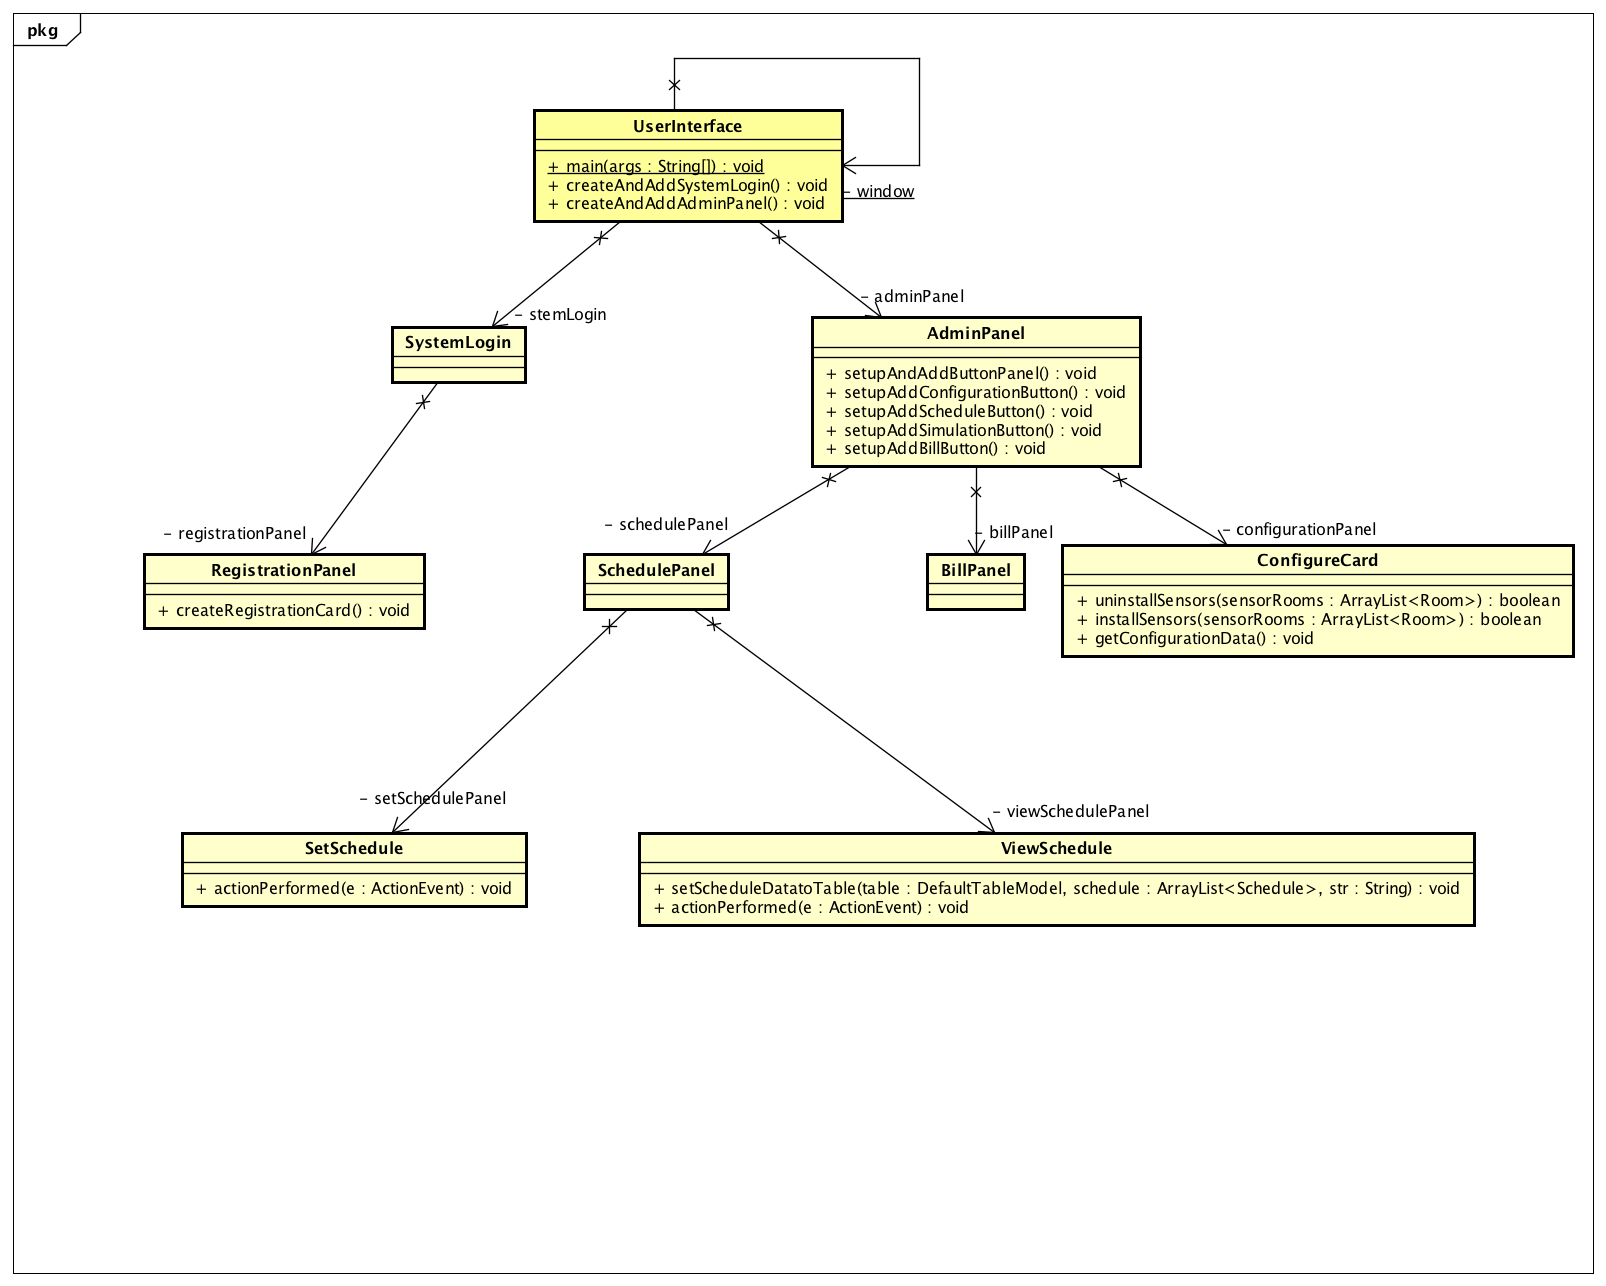 pkg
UserInterface
+ main(args : String[]) : void
+ createAndAddSystemLogin() : void
+ createAndAddAdminPanel() : void
- window
- stemLogin
- adminPanel
SystemLogin
AdminPanel
+ setupAndAddButtonPanel() : void
+ setupAddConfigurationButton() : void
+ setupAddScheduleButton() : void
+ setupAddSimulationButton() : void
+ setupAddBillButton() : void
- registrationPanel
- schedulePanel
- billPanel
- configurationPanel
RegistrationPanel
+ createRegistrationCard() : void
SchedulePanel
BillPanel
ConfigureCard
+ uninstallSensors(sensorRooms : ArrayList<Room>) : boolean
+ installSensors(sensorRooms : ArrayList<Room>) : boolean
+ getConfigurationData() : void
- setSchedulePanel
- viewSchedulePanel
SetSchedule
+ actionPerformed(e : ActionEvent) : void
ViewSchedule
+ setScheduleDatatoTable(table : DefaultTableModel, schedule : ArrayList<Schedule>, str : String) : void
+ actionPerformed(e : ActionEvent) : void